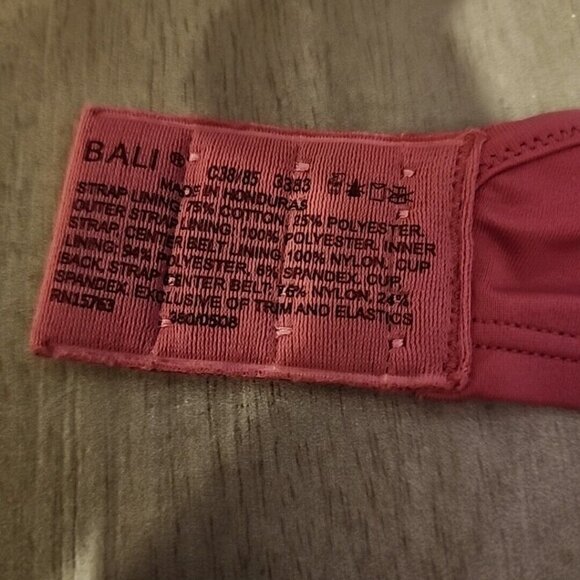 BALI ® C38/85 3353
MADE IN HONDURAS
STRAP LINING: 75% COTTON, 25% POLYESTER,
OUTER STRAP LINING: 100% POLYESTER, INNER
STRAP, CENTER BELT LINING: 100% NYLON, CUP
LINING: 94% POLYESTER, 6% SPANDEX, CUP,
BACK, STRAP, CENTER BELT: 76% NYLON, 24%
SPANDEX, EXCLUSIVE OF TRIM AND ELASTICS
RN15763 380/0508